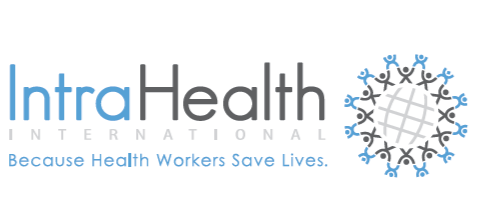 IntraHealth
INTERNATIONAL
Because Health Workers Save Lives.